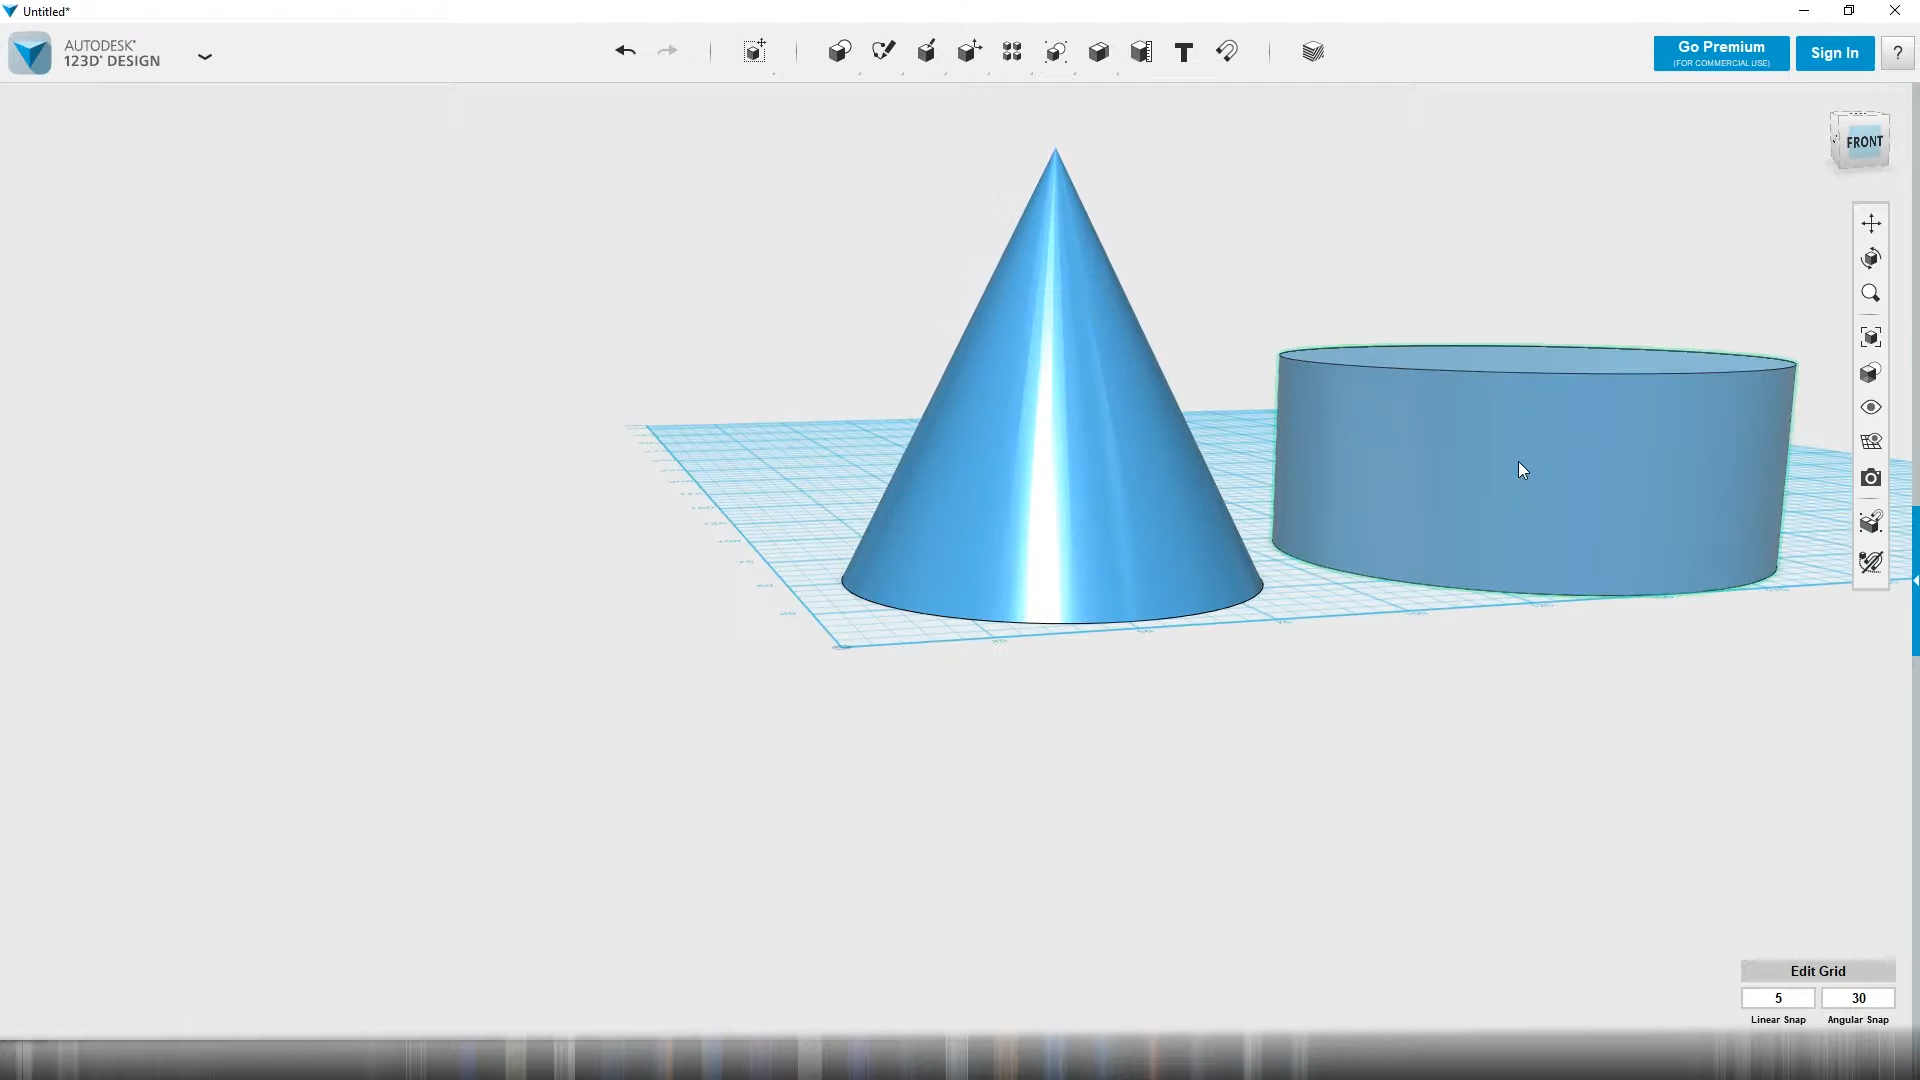 Untitled*
AUTODESK®
123D® DESIGN
T
Go Premium
(FOR COMMERCIAL USE)
Sign In
?
FRONT
75
Edit Grid
5
30
Linear Snap
Angular Snap